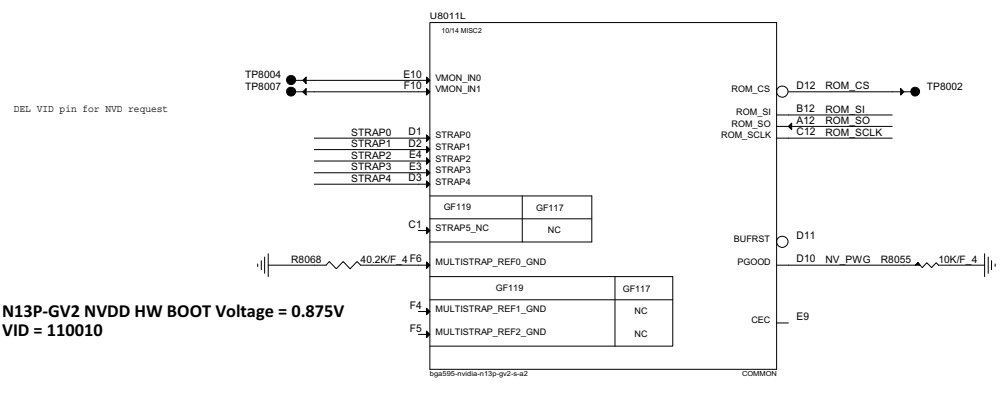 U8011L
10/14 MISC2
TP8004 E10 VMON_IN0
TP8007 F10 VMON_IN1
ROM_CS D12 ROM_CS TP8002
DEL VID pin for NVD request
ROM_SI B12 ROM_SI
ROM_SO A12 ROM_SO
ROM_SCLK C12 ROM_SCLK
STRAP0 D1 STRAP0
STRAP1 D2 STRAP1
STRAP2 E4 STRAP2
STRAP3 E3 STRAP3
STRAP4 D3 STRAP4
GF119 GF117
C1 STRAP5_NC NC
BUFRST D11
R8068 40.2K/F_4 F6 MULTISTRAP_REF0_GND
PGOOD D10 NV_PWG R8055 10K/F_4
GF119 GF117
N13P-GV2 NVDD HW BOOT Voltage = 0.875V
VID = 110010
F4 MULTISTRAP_REF1_GND NC
F5 MULTISTRAP_REF2_GND NC
CEC E9
bga595-nvidia-n13p-gv2-s-a2 COMMON